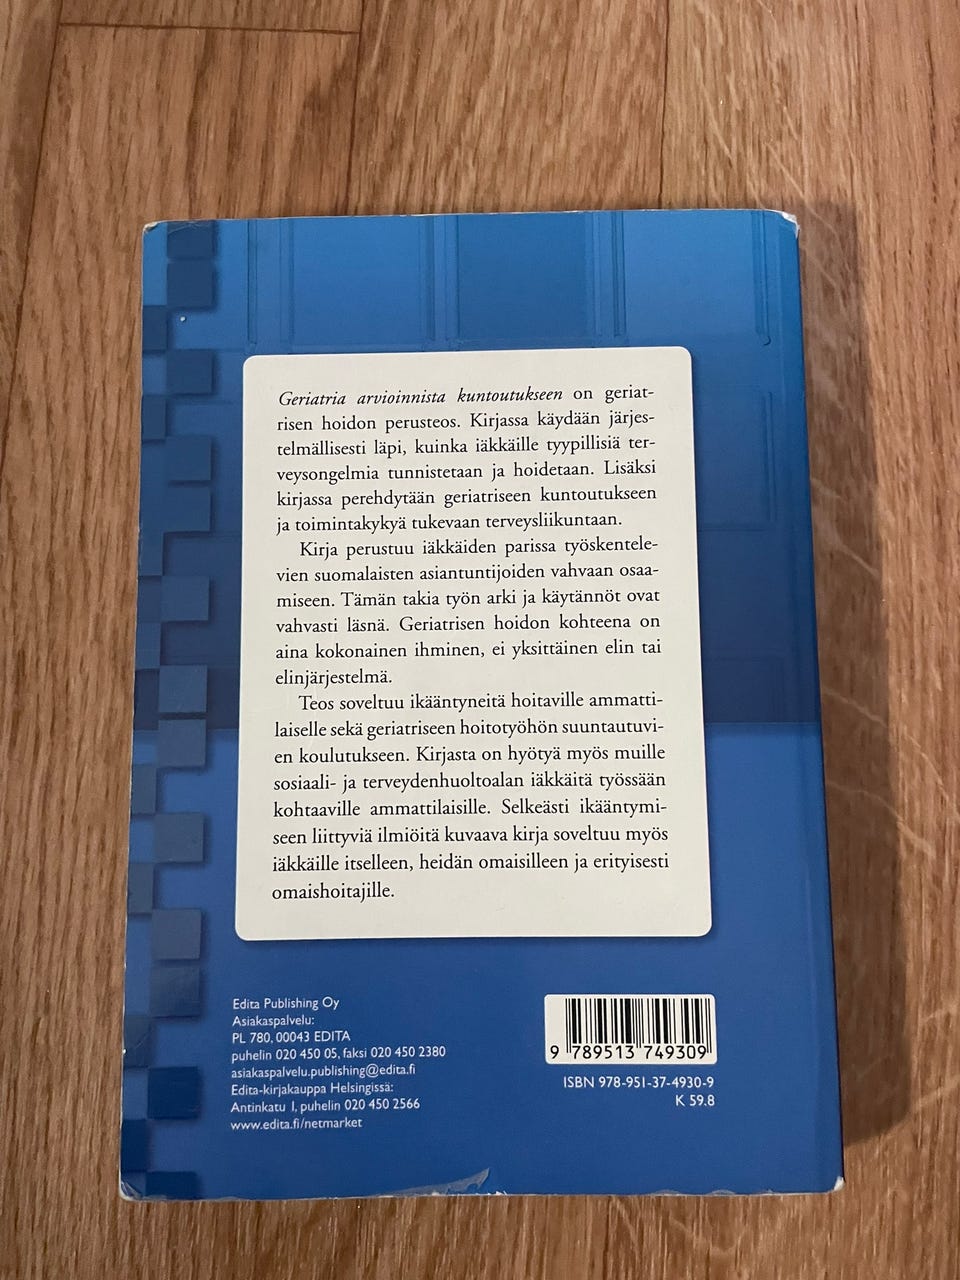 Geriatria arvioinnista kuntoutukseen on geriat-
risen hoidon perusteos. Kirjassa käydään järjes-
telmällisesti läpi, kuinka iäkkäille tyypillisiä ter-
veysongelmia tunnistetaan ja hoidetaan. Lisäksi
kirjassa perehdytään geriatriseen kuntoutukseen
ja toimintakykyä tukevaan terveysliikuntaan.
Kirja perustuu iäkkäiden parissa työskentele-
vien suomalaisten asiantuntijoiden vahvaan osaa-
miseen. Tämän takia työn arki ja käytännöt ovat
vahvasti läsnä. Geriatrisen hoidon kohteena on
aina kokonainen ihminen, ei yksittäinen elin tai
elinjärjestelmä.
Teos soveltuu ikääntyneitä hoitaville ammatti-
laiselle sekä geriatriseen hoitotyöhön suuntautuvi-
en koulutukseen. Kirjasta on hyötyä myös muille
sosiaali- ja terveydenhuoltoalan iäkkäitä työssään
kohtaaville ammattilaisille. Selkeästi ikääntymi-
seen liittyviä ilmiöitä kuvaava kirja soveltuu myös
iäkkäille itselleen, heidän omaisilleen ja erityisesti
omaishoitajille.
Edita Publishing Oy
Asiakaspalvelu:
PL 780, 00043 EDITA
puhelin 020 450 05, faksi 020 450 2380
asiakaspalvelu.publishing@edita.fi
Edita-kirjakauppa Helsingissä:
Antinkatu 1, puhelin 020 450 2566
www.edita.fi/netmarket
9 789513 749309
ISBN 978-951-37-4930-9
K 59.8